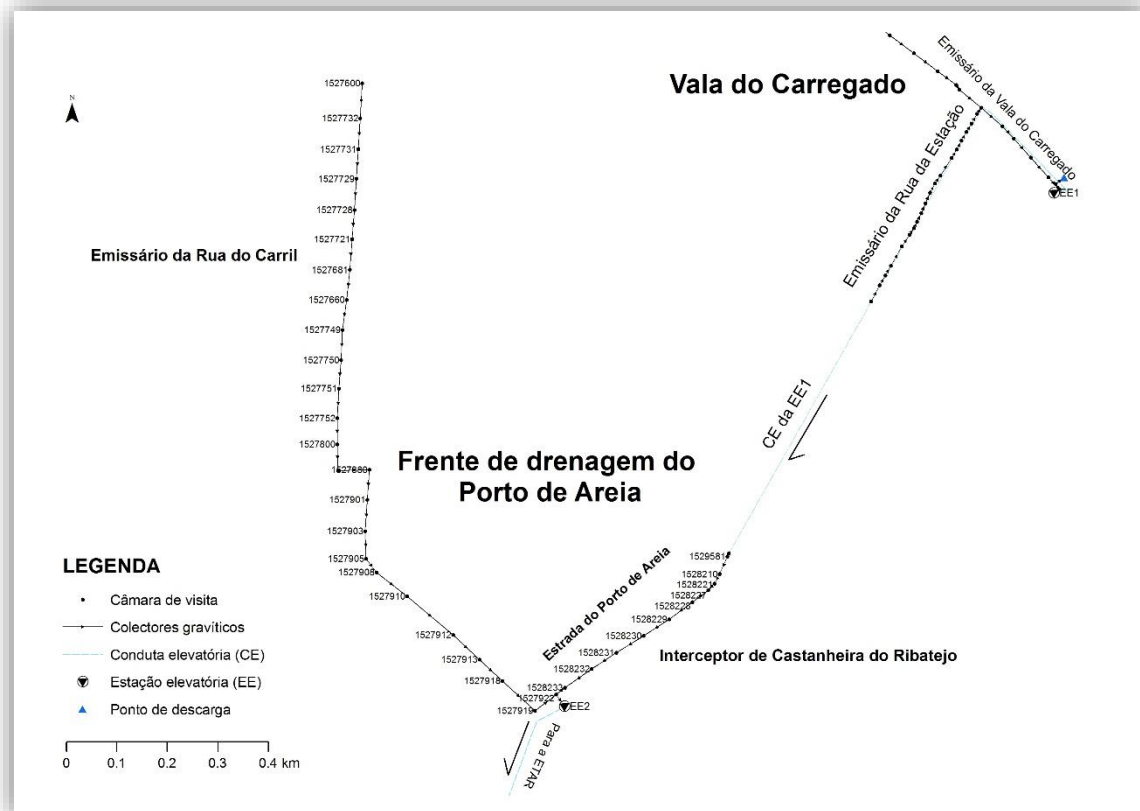 Vala do Carregado
Emissário da Vala do Carregado
EE1
Emissário da Rua da Estação
N
1527600
1527732
1527731
1527729
1527728
1527721
1527681
1527660
1527749
1527750
1527751
1527752
1527800
1527880
1527901
1527903
1527905
1527908
1527910
1527912
1527913
1527918
1527919
Emissário da Rua do Carril
CE da EE1
Frente de drenagem do
Porto de Areia
1529581
1528210
1528221
1528227
1528228
1528229
1528230
1528231
1528232
1528233
1527922
EE2
Estrada do Porto de Areia
Interceptor de Castanheira do Ribatejo
Para a ETAR
LEGENDA
Câmara de visita
Colectores gravíticos
Conduta elevatória (CE)
Estação elevatória (EE)
Ponto de descarga
0 0.1 0.2 0.3 0.4 km